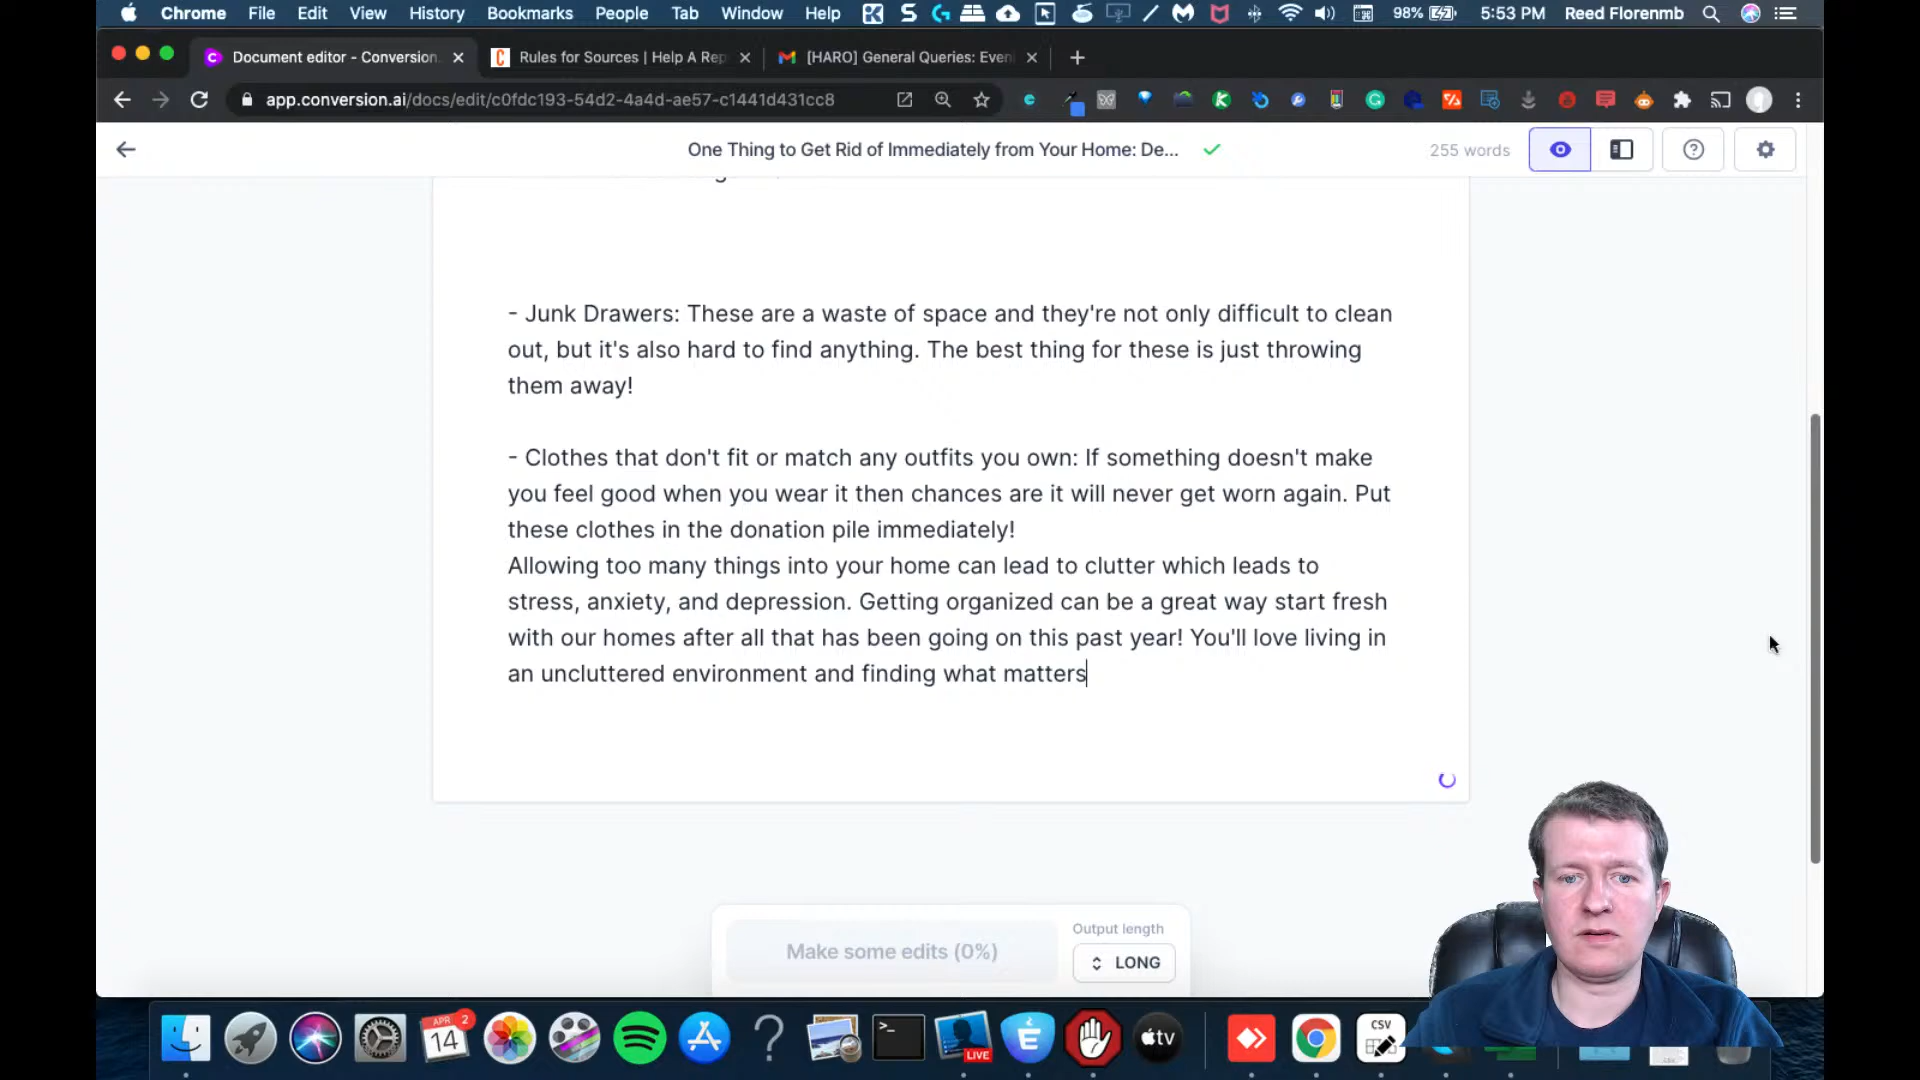 Chrome File Edit View History Bookmarks People Tab Window Help 98% 5:53 PM Reed Florenmb
Document editor - Conversion. Rules for Sources | Help A Rep [HARO] General Queries: Even
app.conversion.ai/docs/edit/c0fdc193-54d2-4a4d-ae57-c1441d431cc8
One Thing to Get Rid of Immediately from Your Home: De... 255 words
- Junk Drawers: These are a waste of space and they're not only difficult to clean
out, but it's also hard to find anything. The best thing for these is just throwing
them away!
- Clothes that don't fit or match any outfits you own: If something doesn't make
you feel good when you wear it then chances are it will never get worn again. Put
these clothes in the donation pile immediately!
Allowing too many things into your home can lead to clutter which leads to
stress, anxiety, and depression. Getting organized can be a great way start fresh
with our homes after all that has been going on this past year! You'll love living in
an uncluttered environment and finding what matters
Output length
Make some edits (0%)
LONG
APR 2
14
LIVE
tv
CSV